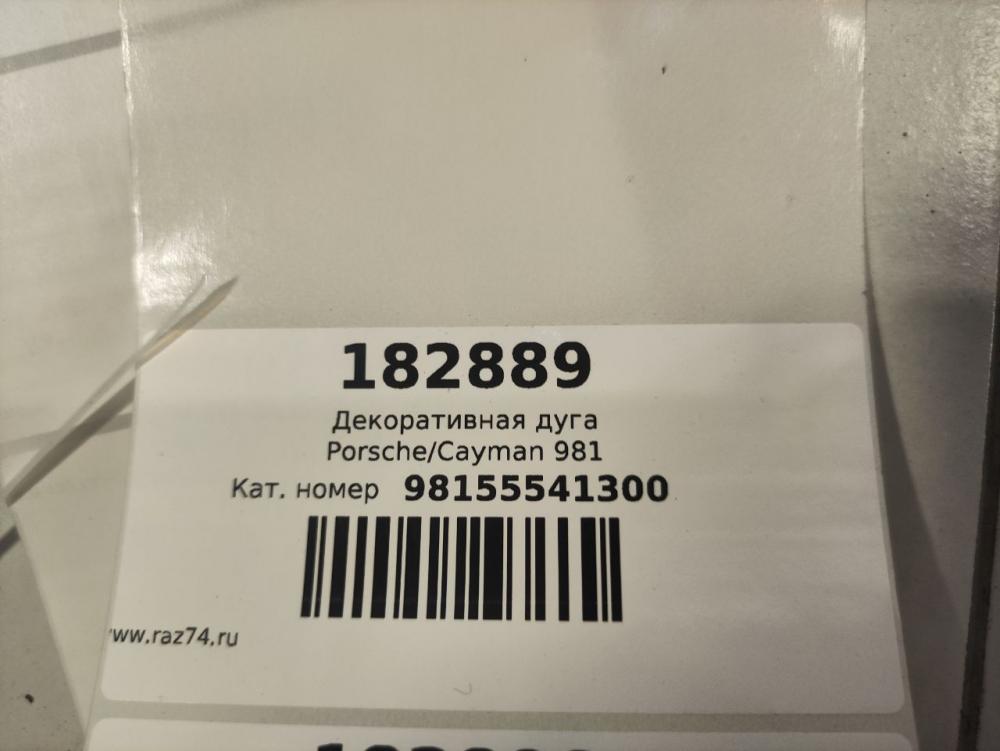 182889
Декоративная дуга
Porsche/Cayman 981
Кат. номер 98155541300
www.raz74.ru